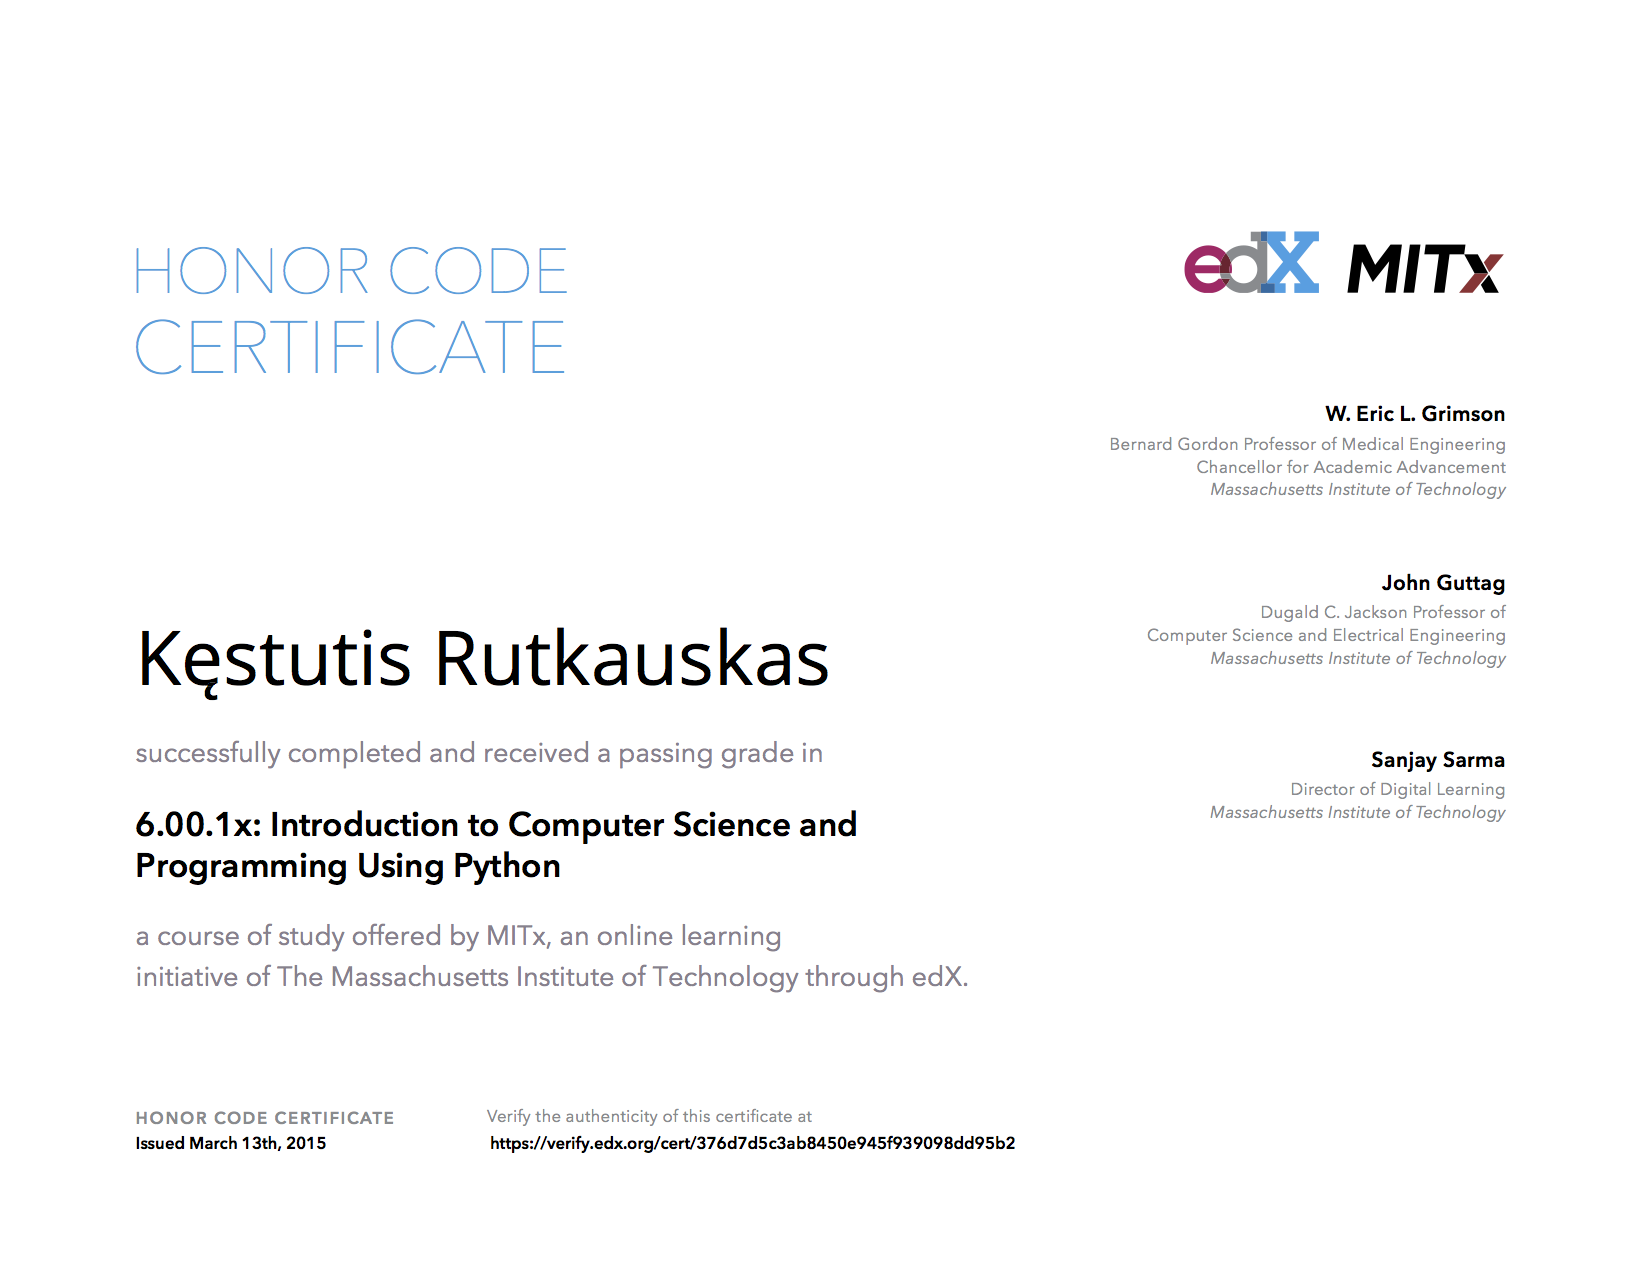 HONOR CODE
CERTIFICATE
edX MITx
W. Eric L. Grimson
Bernard Gordon Professor of Medical Engineering
Chancellor for Academic Advancement
Massachusetts Institute of Technology
John Guttag
Dugald C. Jackson Professor of
Computer Science and Electrical Engineering
Massachusetts Institute of Technology
Sanjay Sarma
Director of Digital Learning
Massachusetts Institute of Technology
Kęstutis Rutkauskas
successfully completed and received a passing grade in
6.00.1x: Introduction to Computer Science and
Programming Using Python
a course of study offered by MITx, an online learning
initiative of The Massachusetts Institute of Technology through edX.
HONOR CODE CERTIFICATE
Issued March 13th, 2015
Verify the authenticity of this certificate at
https://verify.edx.org/cert/376d7d5c3ab8450e945f939098dd95b2